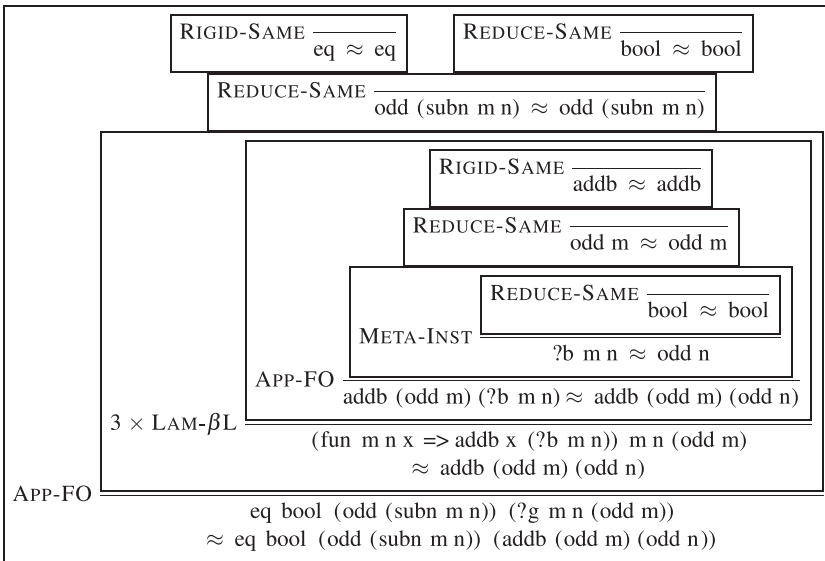 RIGID-SAME eq ≈ eq
REDUCE-SAME bool ≈ bool
REDUCE-SAME odd (subn m n) ≈ odd (subn m n)
RIGID-SAME addb ≈ addb
REDUCE-SAME odd m ≈ odd m
REDUCE-SAME bool ≈ bool
META-INST ?b m n ≈ odd n
APP-FO addb (odd m) (?b m n) ≈ addb (odd m) (odd n)
3 × LAM-βL (fun m n x => addb x (?b m n)) m n (odd m)
≈ addb (odd m) (odd n)
APP-FO eq bool (odd (subn m n)) (?g m n (odd m))
≈ eq bool (odd (subn m n)) (addb (odd m) (odd n))